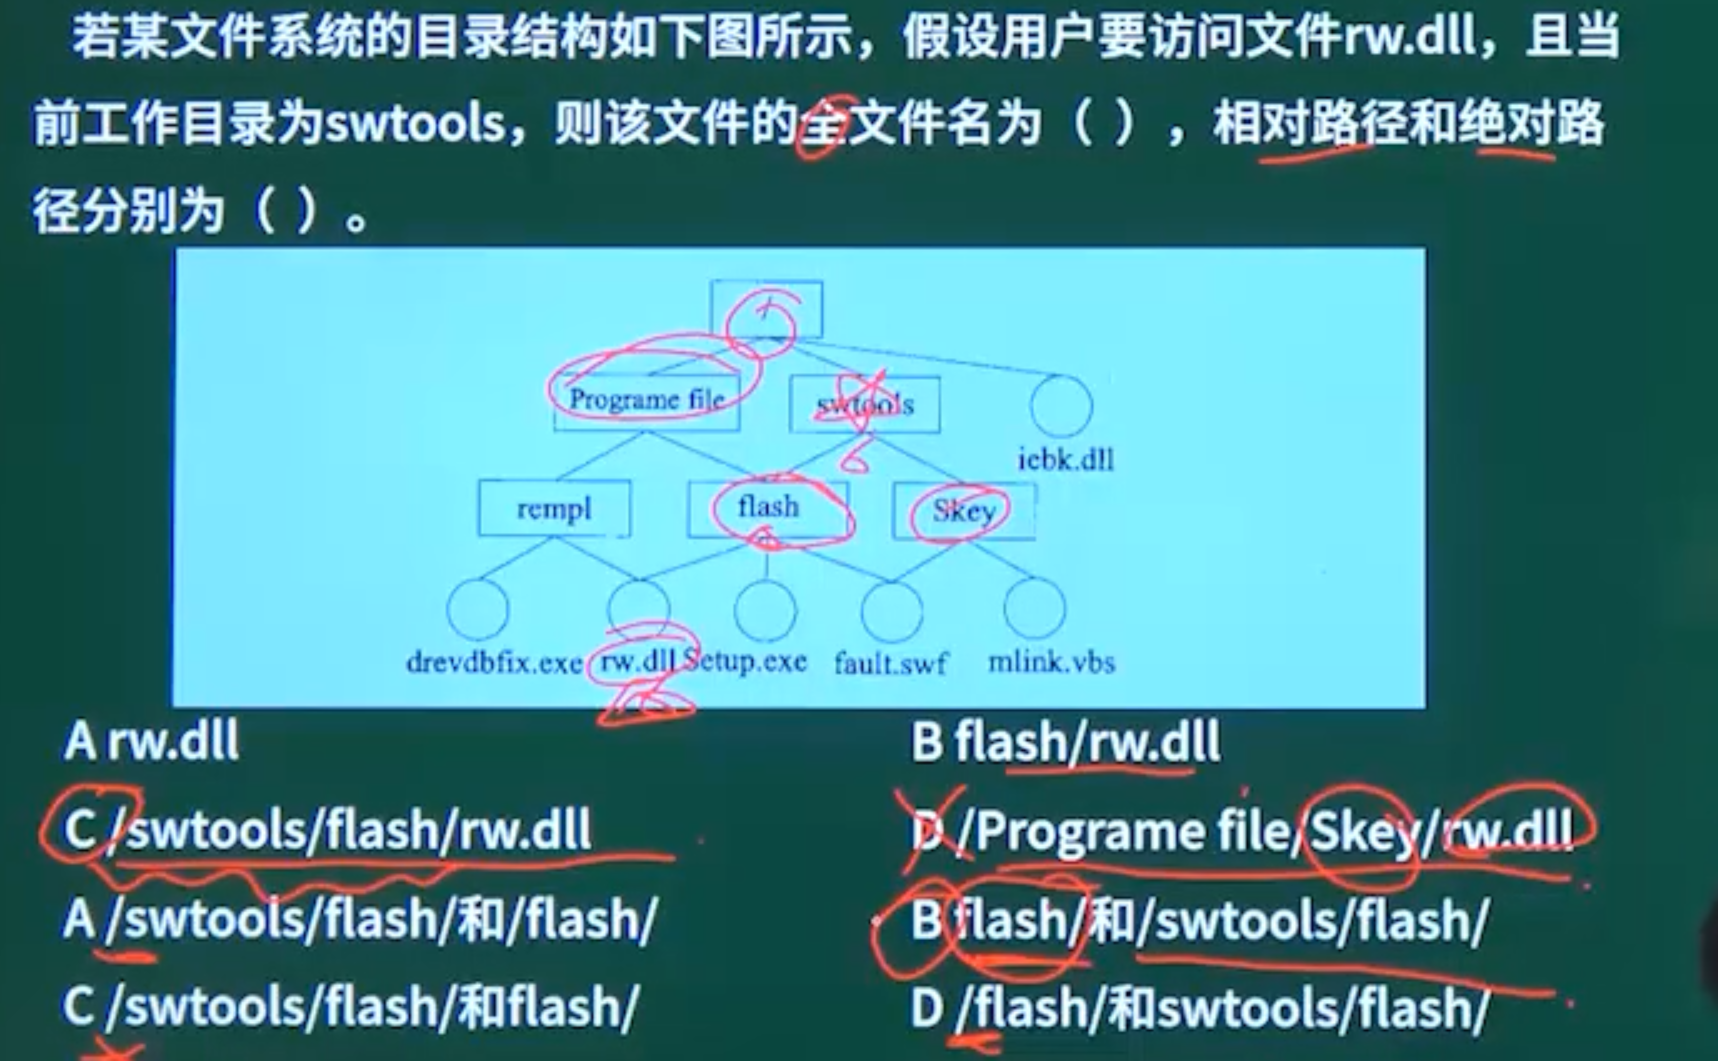 若某文件系统的目录结构如下图所示，假设用户要访问文件rw.dll，且当
前工作目录为swtools，则该文件的全文件名为（ ），相对路径和绝对路
径分别为（ ）。
/
Programe file
swtools
iebk.dll
rempl
flash
Skey
drevdbfix.exe
rw.dll
Setup.exe
fault.swf
mlink.vbs
A rw.dll
B flash/rw.dll
C /swtools/flash/rw.dll
D /Programe file/Skey/rw.dll
A /swtools/flash/和/flash/
B flash/和/swtools/flash/
C /swtools/flash/和flash/
D /flash/和swtools/flash/